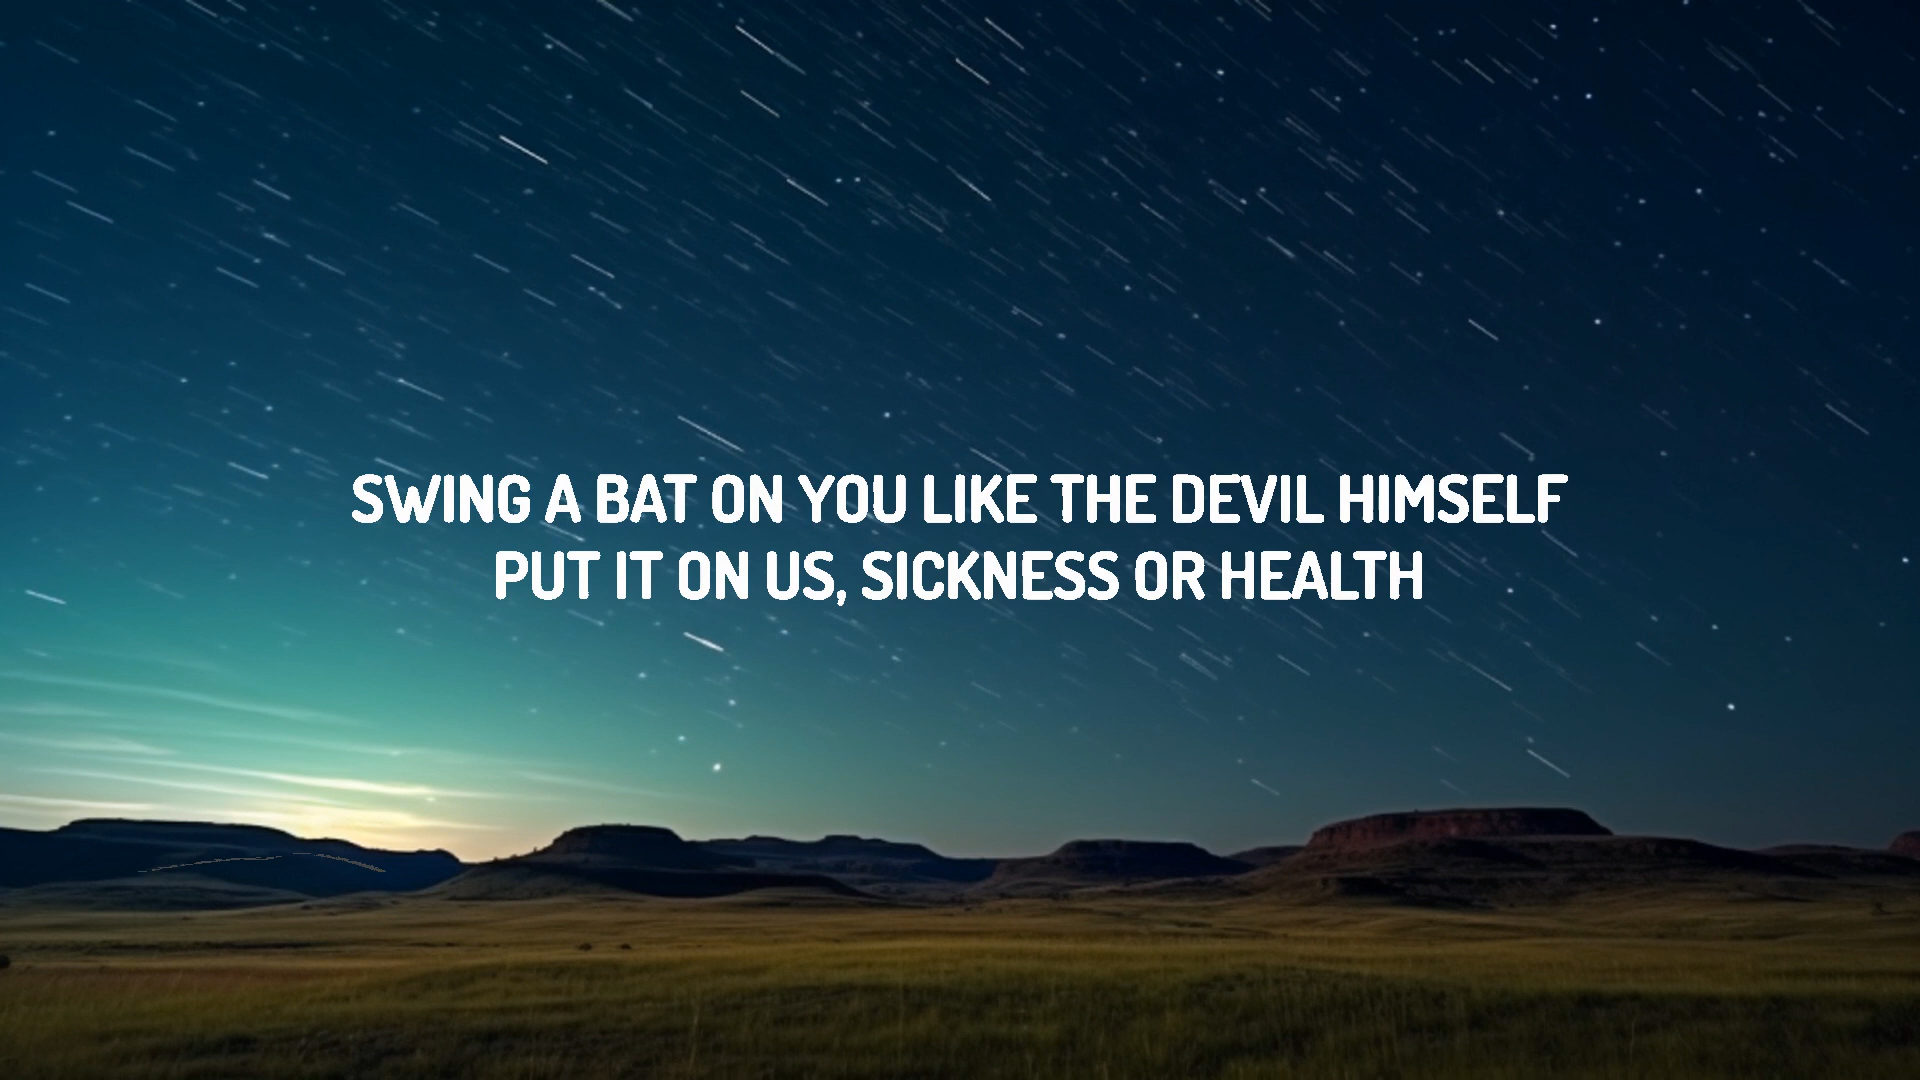 SWING A BAT ON YOU LIKE THE DEVIL HIMSELF
PUT IT ON US, SICKNESS OR HEALTH